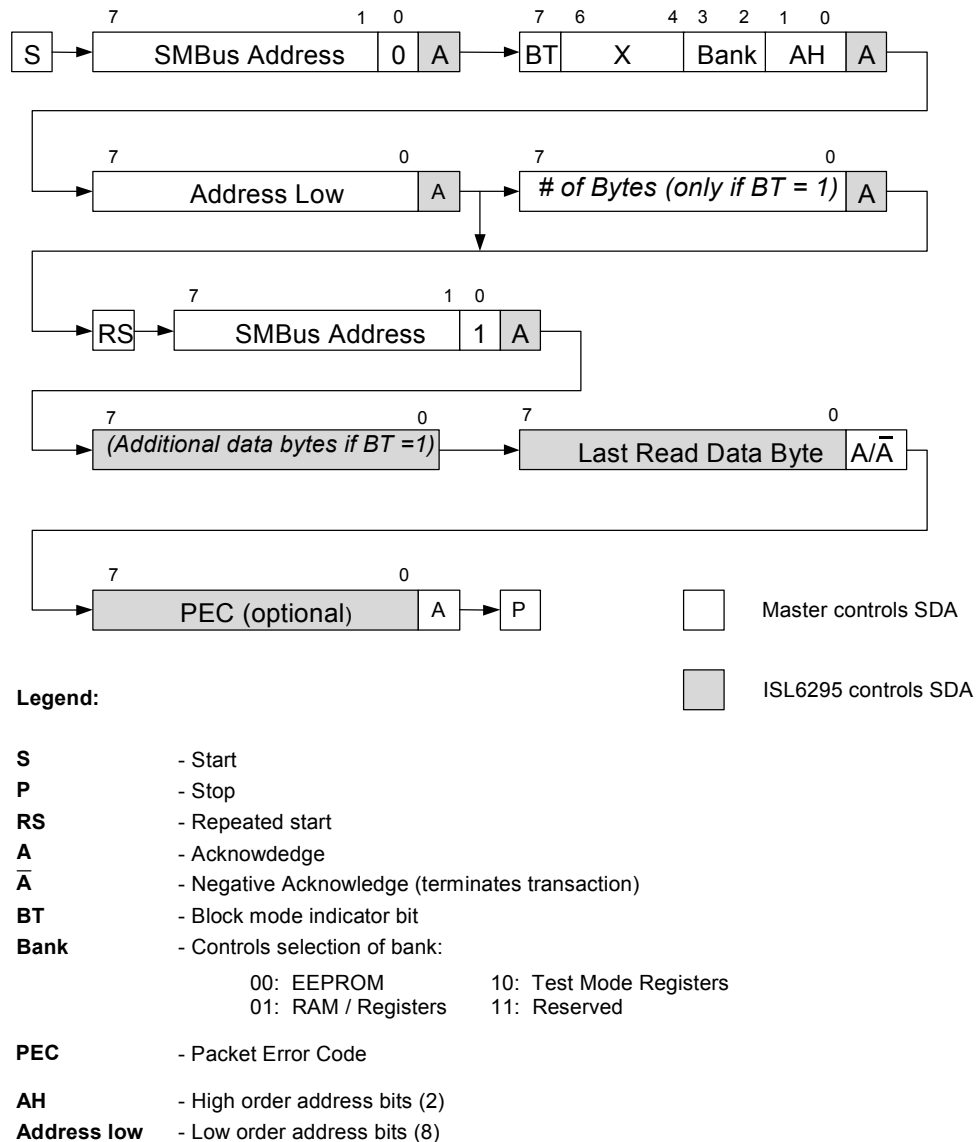 7 1 0 7 6 4 3 2 1 0
S SMBus Address 0 A BT X Bank AH A
7 0 7 0
Address Low A # of Bytes (only if BT = 1) A
7 1 0
RS SMBus Address 1 A
7 0 7 0
(Additional data bytes if BT =1) Last Read Data Byte A/A̅
7 0
PEC (optional) A P Master controls SDA
ISL6295 controls SDA
Legend:
S - Start
P - Stop
RS - Repeated start
A - Acknowdedge
A̅ - Negative Acknowledge (terminates transaction)
BT - Block mode indicator bit
Bank - Controls selection of bank:
00: EEPROM 10: Test Mode Registers
01: RAM / Registers 11: Reserved
PEC - Packet Error Code
AH - High order address bits (2)
Address low - Low order address bits (8)